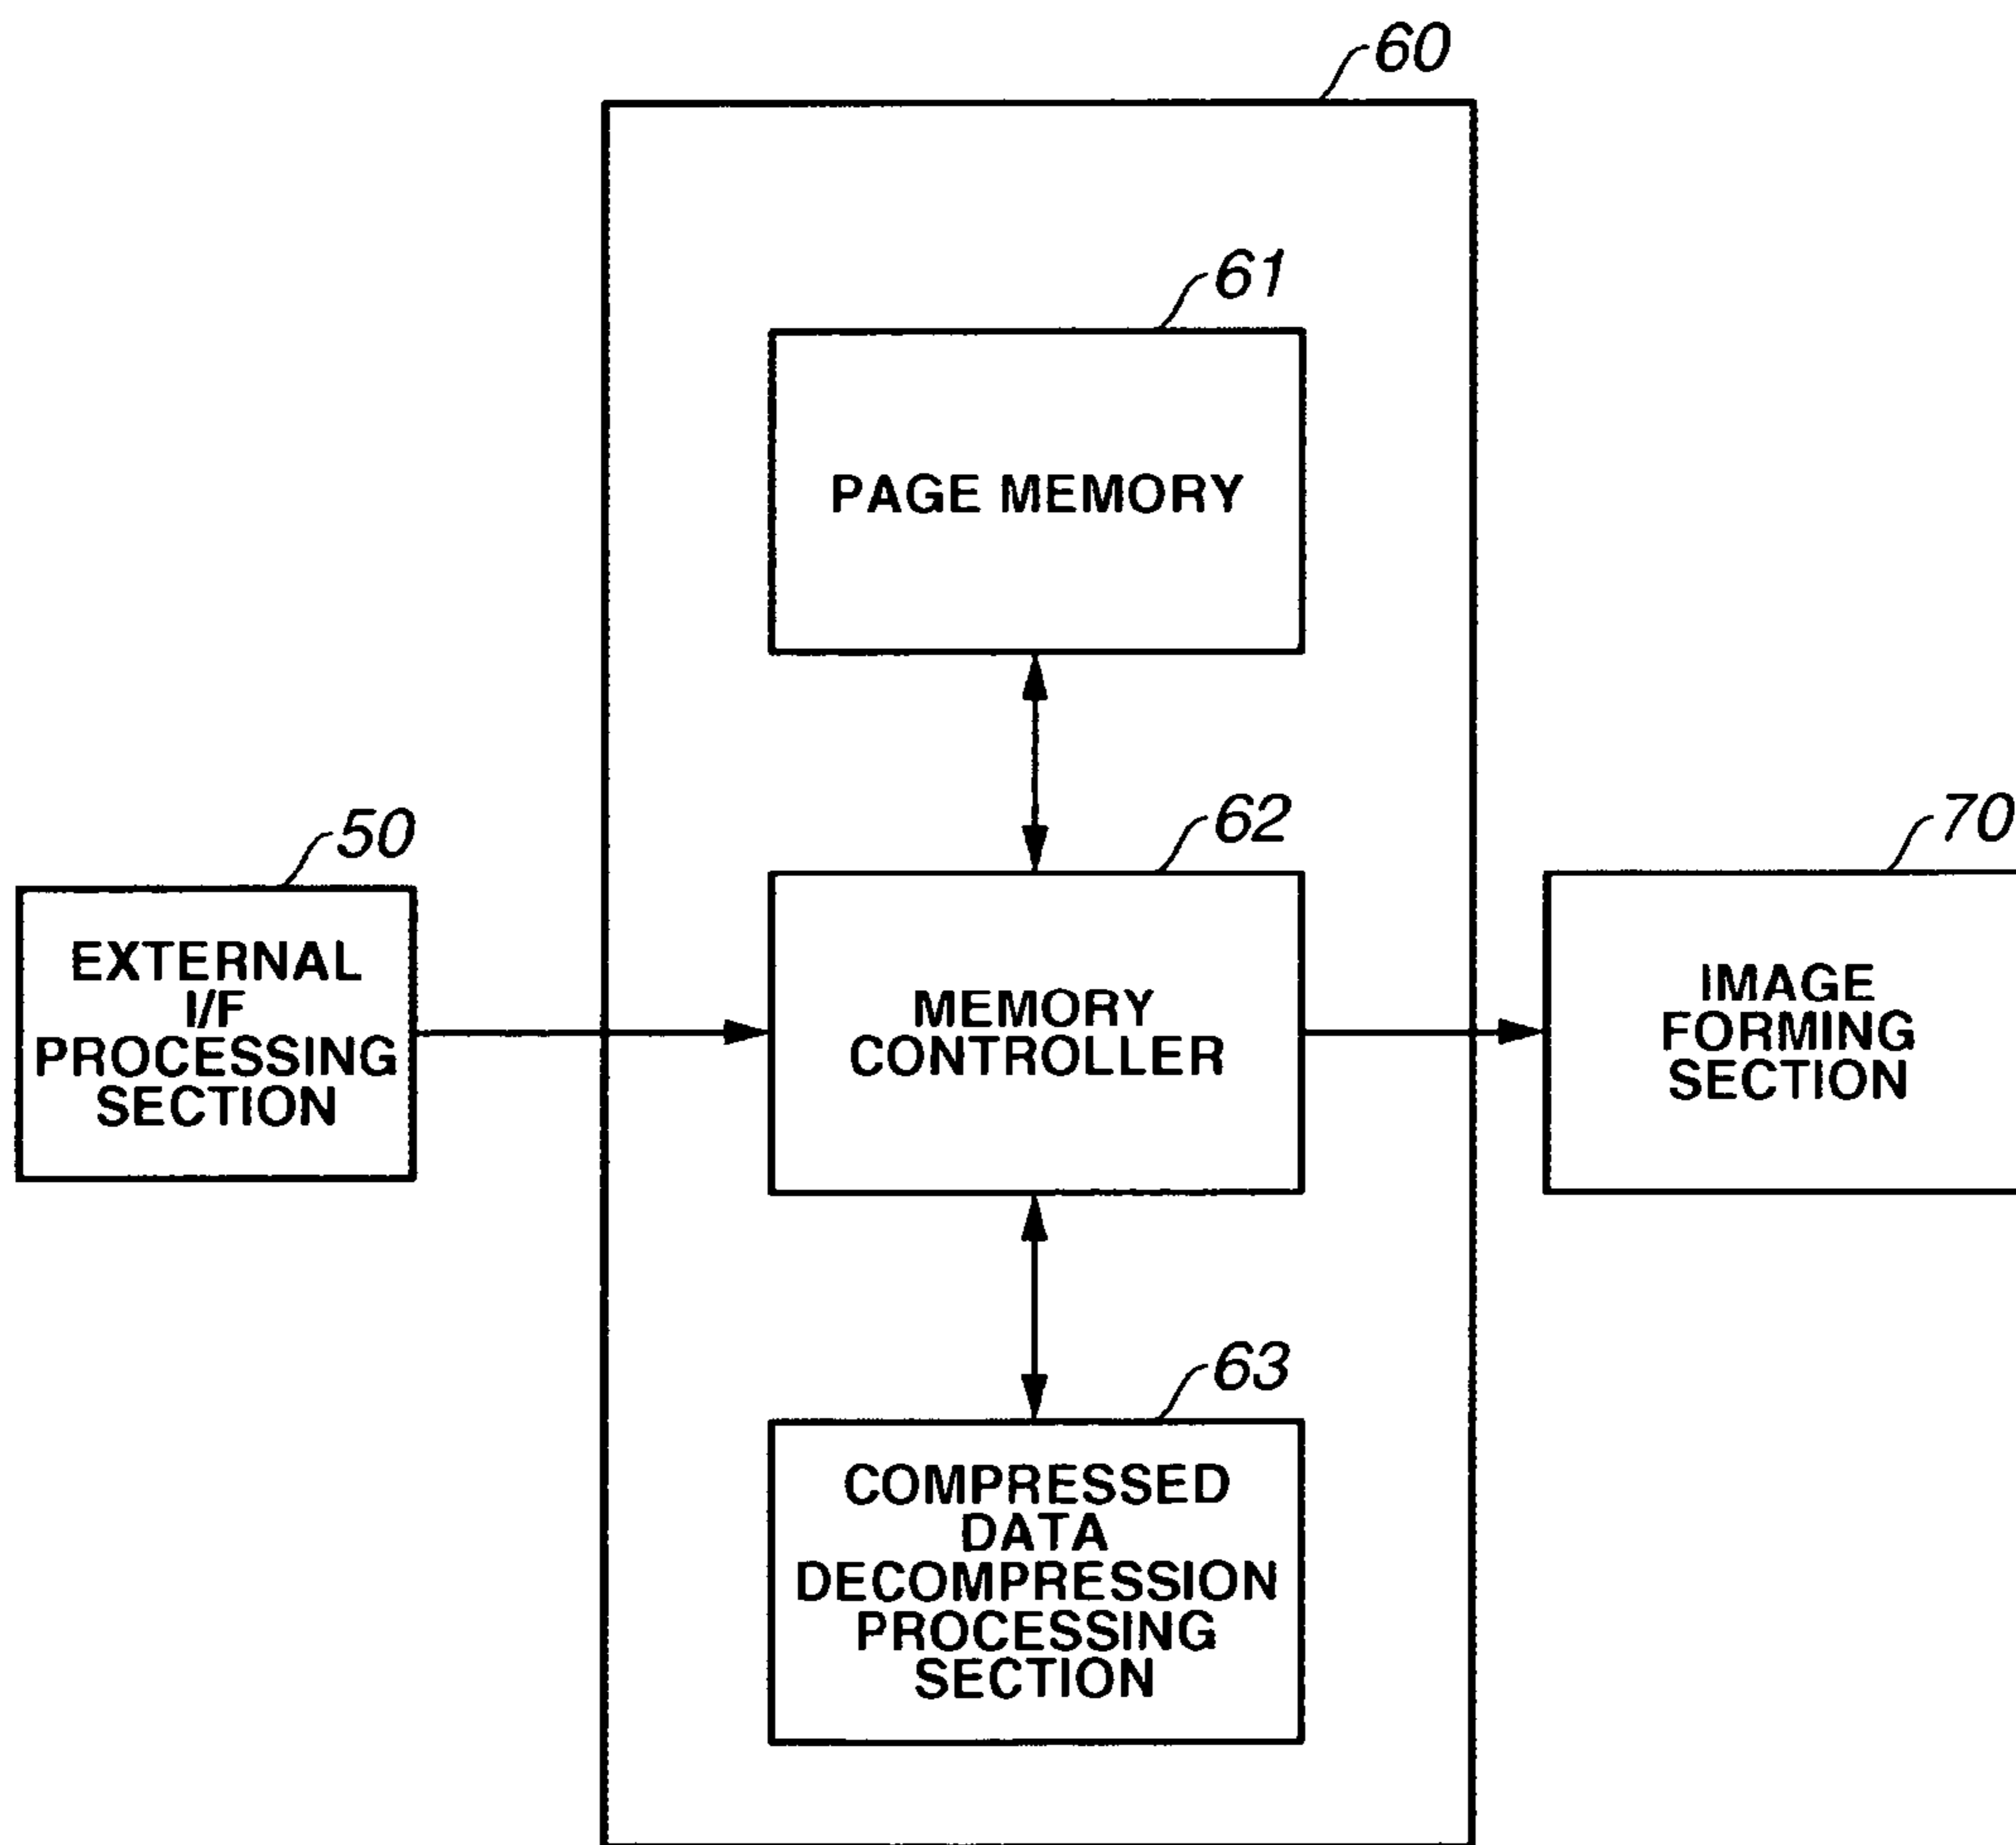 60
61
PAGE MEMORY
62
MEMORY
CONTROLLER
50
EXTERNAL
I/F
PROCESSING
SECTION
70
IMAGE
FORMING
SECTION
63
COMPRESSED
DATA
DECOMPRESSION
PROCESSING
SECTION